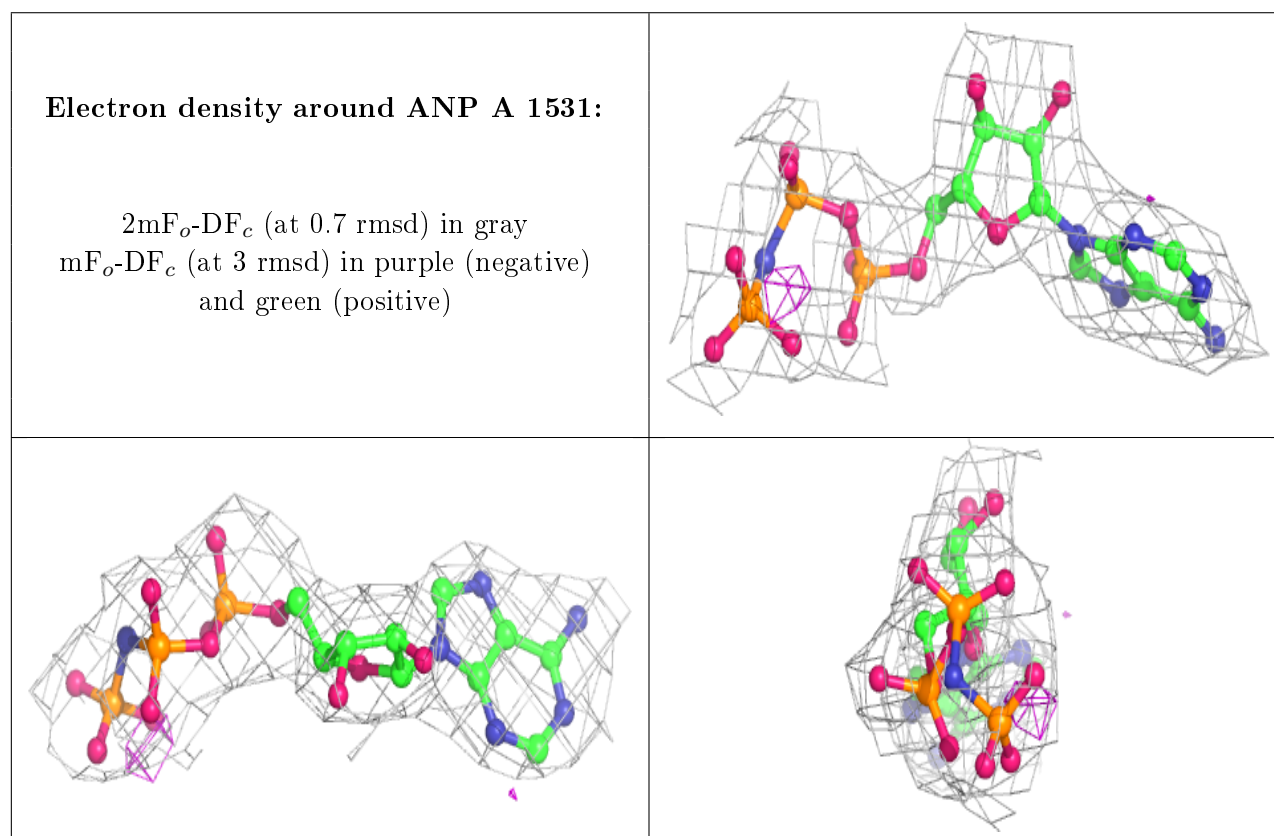 Electron density around ANP A 1531:
2mFo-DFc (at 0.7 rmsd) in gray
mFo-DFc (at 3 rmsd) in purple (negative)
and green (positive)